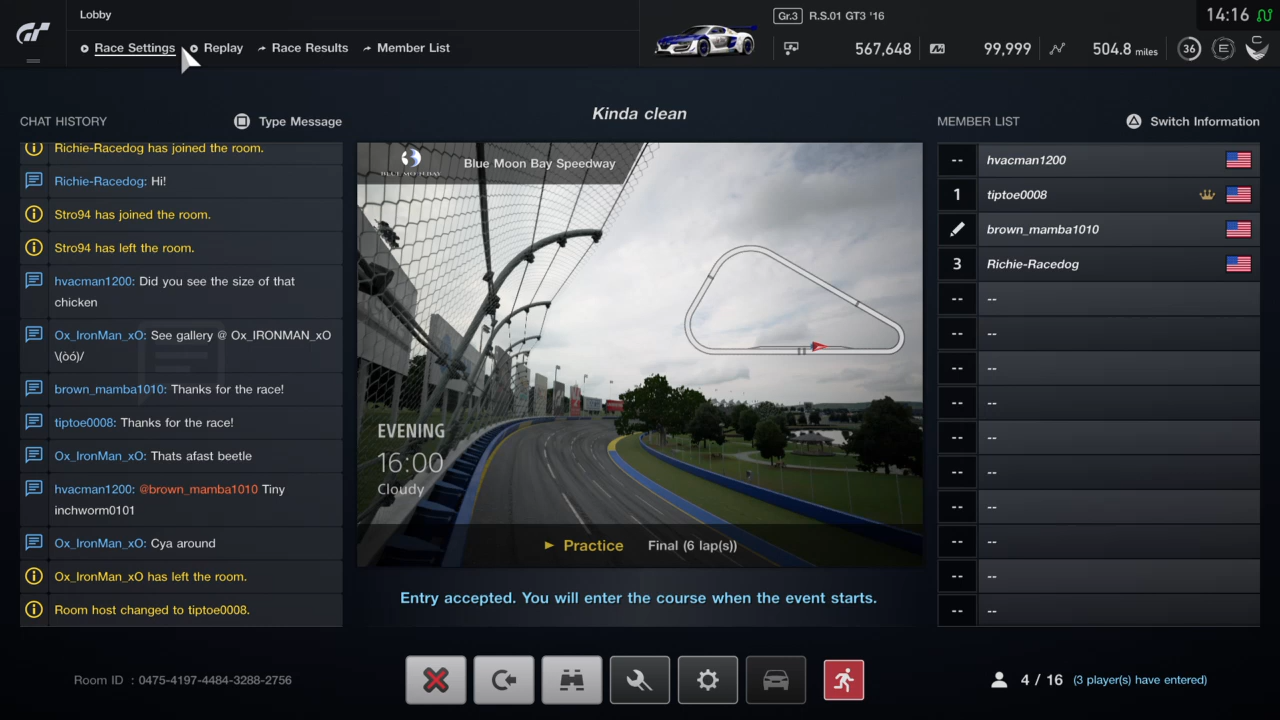 Lobby
Race Settings
Replay
Race Results
Member List
Gr.3
R.S.01 GT3 '16
567,648
99,999
504.8 miles
36
E
C
14:16
CHAT HISTORY
Type Message
Richie-Racedog has joined the room.
Richie-Racedog: Hi!
Stro94 has joined the room.
Stro94 has left the room.
hvacman1200: Did you see the size of that
chicken
Ox_IronMan_xO: See gallery @ Ox_IRONMAN_xO
\(òó)/
brown_mamba1010: Thanks for the race!
tiptoe0008: Thanks for the race!
Ox_IronMan_xO: Thats afast beetle
hvacman1200: @brown_mamba1010 Tiny
inchworm0101
Ox_IronMan_xO: Cya around
Ox_IronMan_xO has left the room.
Room host changed to tiptoe0008.
Kinda clean
BLUE MOON BAY
Blue Moon Bay Speedway
EVENING
16:00
Cloudy
Practice
Final (6 lap(s))
Entry accepted. You will enter the course when the event starts.
MEMBER LIST
Switch Information
-- hvacman1200
1 tiptoe0008
brown_mamba1010
3 Richie-Racedog
-- --
-- --
-- --
-- --
-- --
-- --
-- --
-- --
-- --
-- --
Room ID : 0475-4197-4484-3288-2756
4 / 16
(3 player(s) have entered)